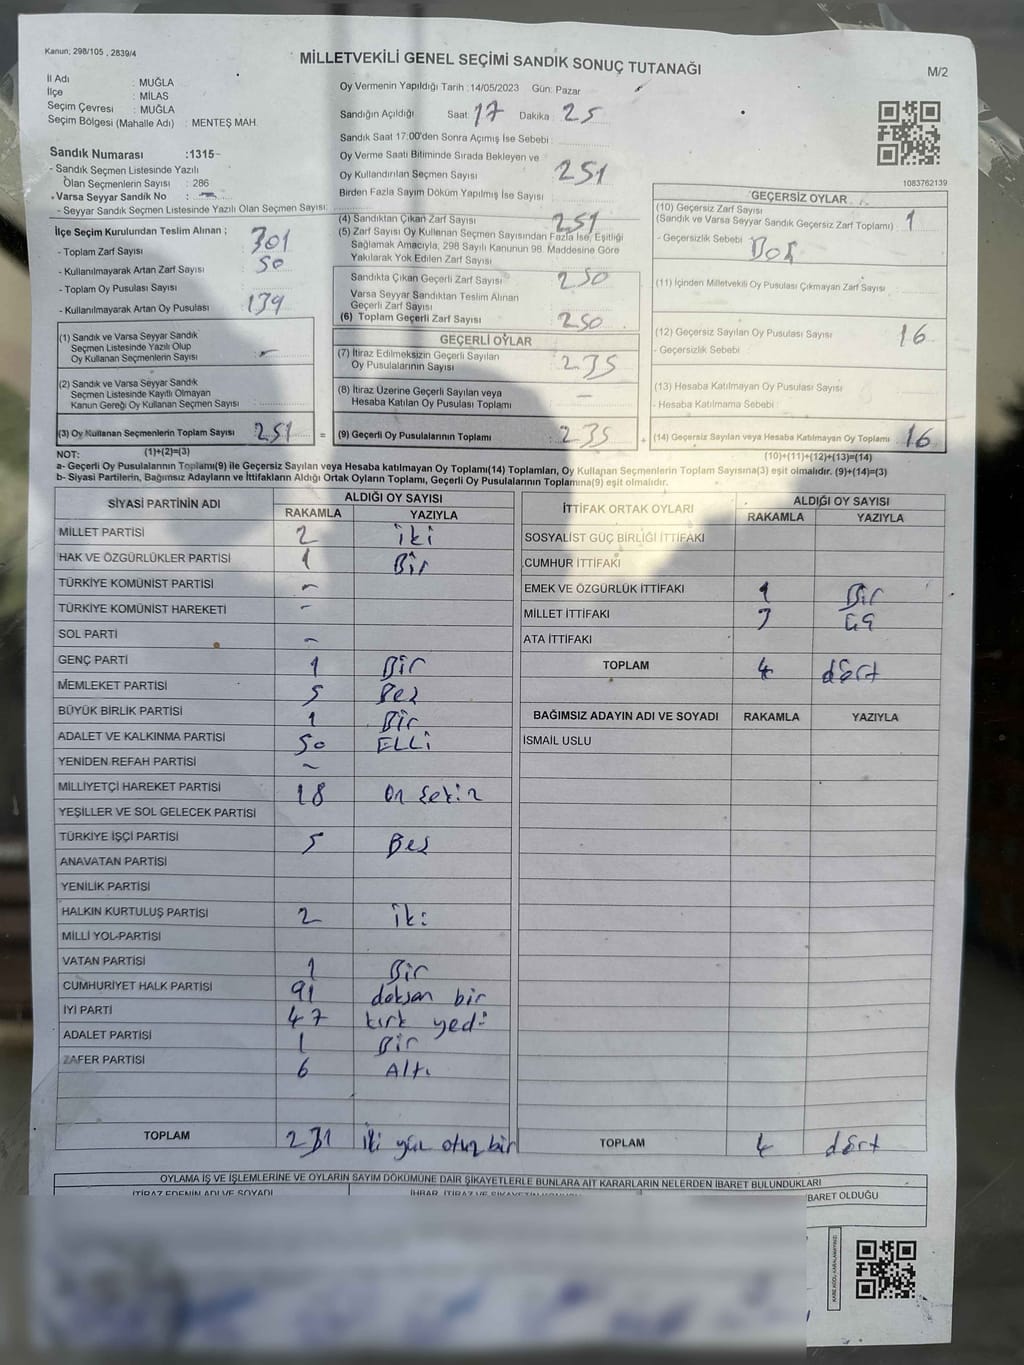 Kanun; 298/105 , 2839/4
MİLLETVEKİLİ GENEL SEÇİMİ SANDIK SONUÇ TUTANAĞI
M/2
İl Adı : MUĞLA
İlçe : MİLAS
Seçim Çevresi : MUĞLA
Seçim Bölgesi (Mahalle Adı) : MENTEŞ MAH.
Oy Vermenin Yapıldığı Tarih : 14/05/2023 Gün: Pazar
Sandığın Açıldığı Saat 17 Dakika 25
Sandık Saat 17:00'den Sonra Açımış İse Sebebi :
Oy Verme Saati Bitiminde Sırada Bekleyen ve
Oy Kullandırılan Seçmen Sayısı 251
Birden Fazla Sayım Döküm Yapılmış İse Sayısı
1083762139
Sandık Numarası :1315-
- Sandık Seçmen Listesinde Yazılı
Olan Seçmenlerin Sayısı : 286
- Varsa Seyyar Sandık No : -
- Seyyar Sandık Seçmen Listesinde Yazılı Olan Seçmen Sayısı:
İlçe Seçim Kurulundan Teslim Alınan ;
- Toplam Zarf Sayısı 301
- Kullanılmayarak Artan Zarf Sayısı 50
- Toplam Oy Pusulası Sayısı
- Kullanılmayarak Artan Oy Pusulası 139
(1) Sandık ve Varsa Seyyar Sandık
Seçmen Listesinde Yazılı Olup
Oy Kullanan Seçmenlerin Sayısı : -
(2) Sandık ve Varsa Seyyar Sandık
Seçmen Listesinde Kayıtlı Olmayan
Kanun Gereği Oy Kullanan Seçmen Sayısı
(3) Oy Kullanan Seçmenlerin Toplam Sayısı 251 =
(4) Sandıktan Çıkan Zarf Sayısı 251
(5) Zarf Sayısı Oy Kullanan Seçmen Sayısından Fazla İse, Eşitliği
Sağlamak Amacıyla, 298 Sayılı Kanunun 98. Maddesine Göre
Yakılarak Yok Edilen Zarf Sayısı
Sandıkta Çıkan Geçerli Zarf Sayısı 250
Varsa Seyyar Sandıktan Teslim Alınan
Geçerli Zarf Sayısı
(6) Toplam Geçerli Zarf Sayısı 250
GEÇERLİ OYLAR
(7) İtiraz Edilmeksizin Geçerli Sayılan
Oy Pusulalarının Sayısı 235
(8) İtiraz Üzerine Geçerli Sayılan veya
Hesaba Katılan Oy Pusulası Toplamı -
(9) Geçerli Oy Pusulalarının Toplamı : 235 +
GEÇERSİZ OYLAR
(10) Geçersiz Zarf Sayısı
(Sandık ve Varsa Seyyar Sandık Geçersiz Zarf Toplamı) : 1
- Geçersizlik Sebebi Boş
(11) İçinden Milletvekili Oy Pusulası Çıkmayan Zarf Sayısı
(12) Geçersiz Sayılan Oy Pusulası Sayısı 16
- Geçersizlik Sebebi :
(13) Hesaba Katılmayan Oy Pusulası Sayısı
- Hesaba Katılmama Sebebi :
(14) Geçersiz Sayılan veya Hesaba Katılmayan Oy Toplamı 16
NOT: (1)+(2)=(3)
(10)+(11)+(12)+(13)=(14)
a- Geçerli Oy Pusulalarının Toplamı(9) ile Geçersiz Sayılan veya Hesaba katılmayan Oy Toplamı(14) Toplamları, Oy Kullanan Seçmenlerin Toplam Sayısına(3) eşit olmalıdır. (9)+(14)=(3)
b- Siyasi Partilerin, Bağımsız Adayların ve İttifakların Aldığı Ortak Oyların Toplamı, Geçerli Oy Pusulalarının Toplamına(9) eşit olmalıdır.
SİYASİ PARTİNİN ADI ALDIĞI OY SAYISI
RAKAMLA YAZIYLA
MİLLET PARTİSİ 2 iki
HAK VE ÖZGÜRLÜKLER PARTİSİ 1 Bir
TÜRKİYE KOMÜNİST PARTİSİ -
TÜRKİYE KOMÜNİST HAREKETİ -
SOL PARTİ -
GENÇ PARTİ 1 Bir
MEMLEKET PARTİSİ 5 Beş
BÜYÜK BİRLİK PARTİSİ 1 Bir
ADALET VE KALKINMA PARTİSİ 50 ELLİ
YENİDEN REFAH PARTİSİ -
MİLLİYETÇİ HAREKET PARTİSİ 18 on sekiz
YEŞİLLER VE SOL GELECEK PARTİSİ
TÜRKİYE İŞÇİ PARTİSİ 5 Beş
ANAVATAN PARTİSİ
YENİLİK PARTİSİ
HALKIN KURTULUŞ PARTİSİ 2 iki
MİLLİ YOL PARTİSİ
VATAN PARTİSİ 1 Bir
CUMHURİYET HALK PARTİSİ 91 doksan bir
İYİ PARTİ 47 kırk yedi
ADALET PARTİSİ 1 Bir
ZAFER PARTİSİ 6 Altı
TOPLAM 231 iki yüz otuz bir
İTTİFAK ORTAK OYLARI ALDIĞI OY SAYISI
RAKAMLA YAZIYLA
SOSYALİST GÜÇ BİRLİĞİ İTTİFAKI
CUMHUR İTTİFAKI
EMEK VE ÖZGÜRLÜK İTTİFAKI 1 Bir
MİLLET İTTİFAKI 3 üç
ATA İTTİFAKI
TOPLAM 4 dört
BAĞIMSIZ ADAYIN ADI VE SOYADI RAKAMLA YAZIYLA
İSMAİL USLU
TOPLAM 4 dört
OYLAMA İŞ VE İŞLEMLERİNE VE OYLARIN SAYIM DÖKÜMÜNE DAİR ŞİKAYETLERLE BUNLARA AİT KARARLARIN NELERDEN İBARET BULUNDUKLARI
İTİRAZ EDENİN ADI VE SOYADI
BARET OLDUĞU